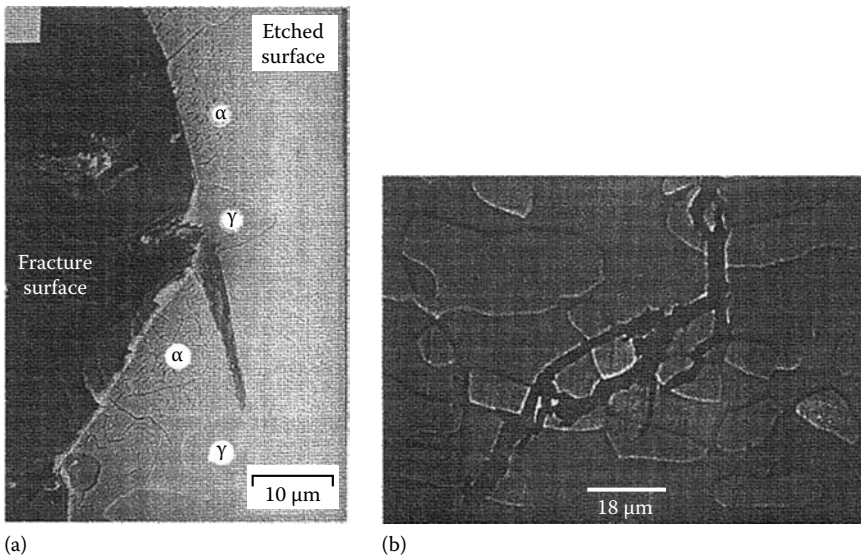 Etched
surface
α
γ
Fracture
surface
α
γ
10 μm
18 μm
(a)
(b)